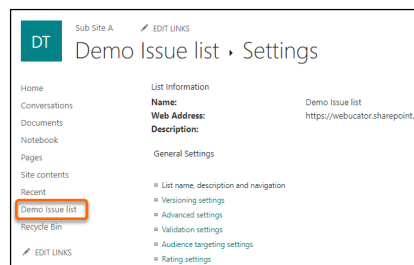 DT
Sub Site A
EDIT LINKS
Demo Issue list ▸ Settings
Home
Conversations
Documents
Notebook
Pages
Site contents
Recent
Demo Issue list
Recycle Bin
EDIT LINKS
List Information
Name: Demo Issue list
Web Address: https://webucator.sharepoint.
Description:
General Settings
List name, description and navigation
Versioning settings
Advanced settings
Validation settings
Audience targeting settings
Rating settings